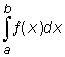 ∫_a^b f(x)dx